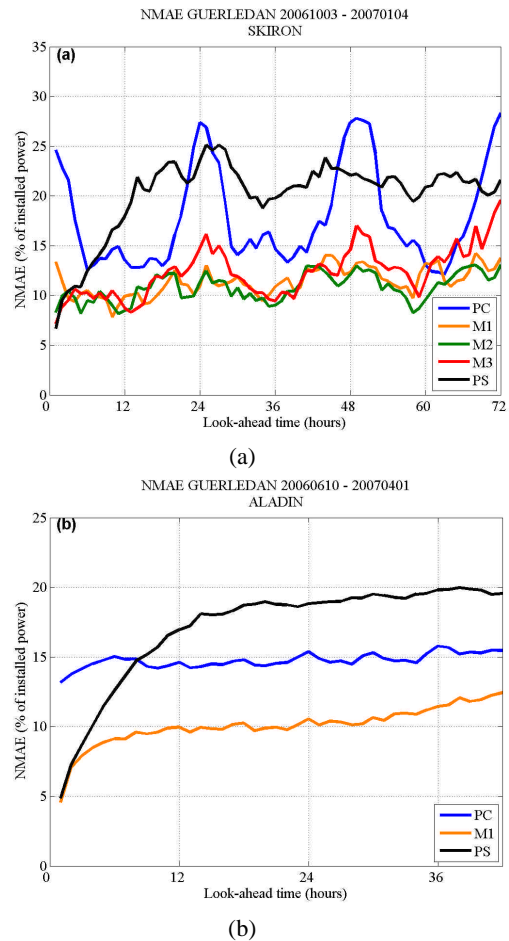 NMAE GUERLEDAN 20061003 - 20070104
SKIRON
(a)
35
30
25
20
15
10
5
0
NMAE (% of installed power)
PC
M1
M2
M3
PS
0 12 24 36 48 60 72
Look-ahead time (hours)
(a)
NMAE GUERLEDAN 20060610 - 20070401
ALADIN
(b)
25
20
15
10
5
0
NMAE (% of installed power)
PC
M1
PS
12 24 36
Look-ahead time (hours)
(b)